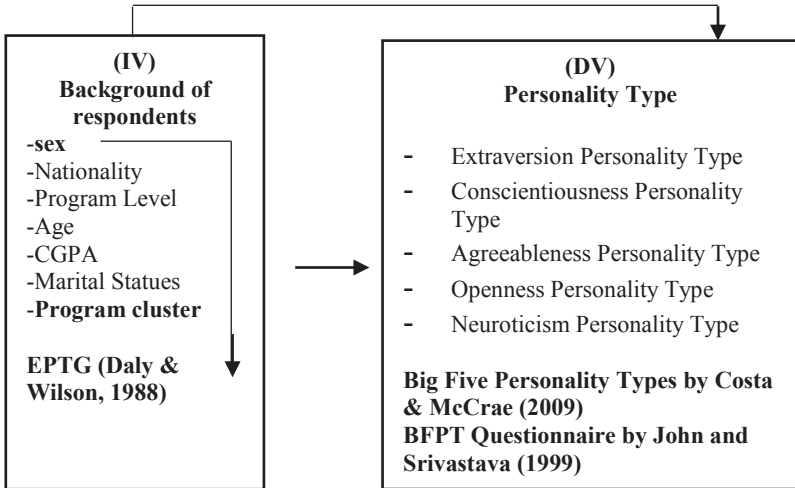 (IV)
Background of
respondents
-sex
-Nationality
-Program Level
-Age
-CGPA
-Marital Statues
-Program cluster
EPTG (Daly &
Wilson, 1988)
(DV)
Personality Type
- Extraversion Personality Type
- Conscientiousness Personality
Type
- Agreeableness Personality Type
- Openness Personality Type
- Neuroticism Personality Type
Big Five Personality Types by Costa
& McCrae (2009)
BFPT Questionnaire by John and
Srivastava (1999)